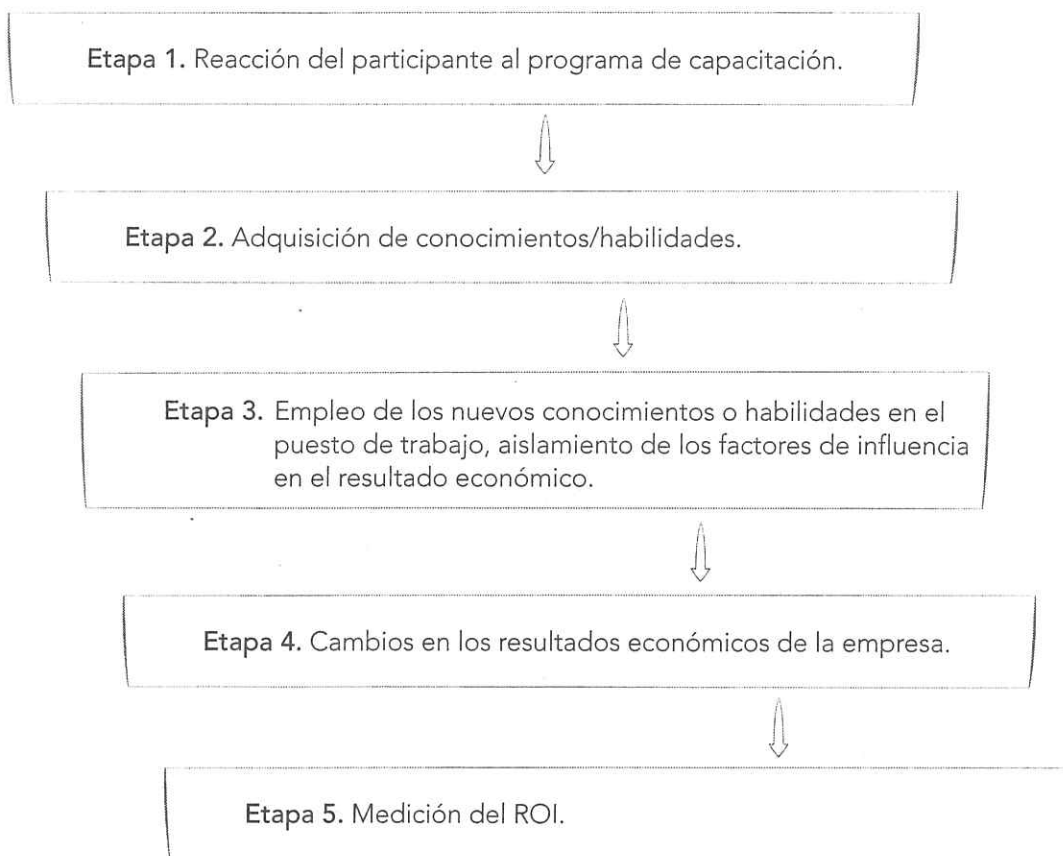 Etapa 1. Reacción del participante al programa de capacitación.
Etapa 2. Adquisición de conocimientos/habilidades.
Etapa 3. Empleo de los nuevos conocimientos o habilidades en el
puesto de trabajo, aislamiento de los factores de influencia
en el resultado económico.
Etapa 4. Cambios en los resultados económicos de la empresa.
Etapa 5. Medición del ROI.